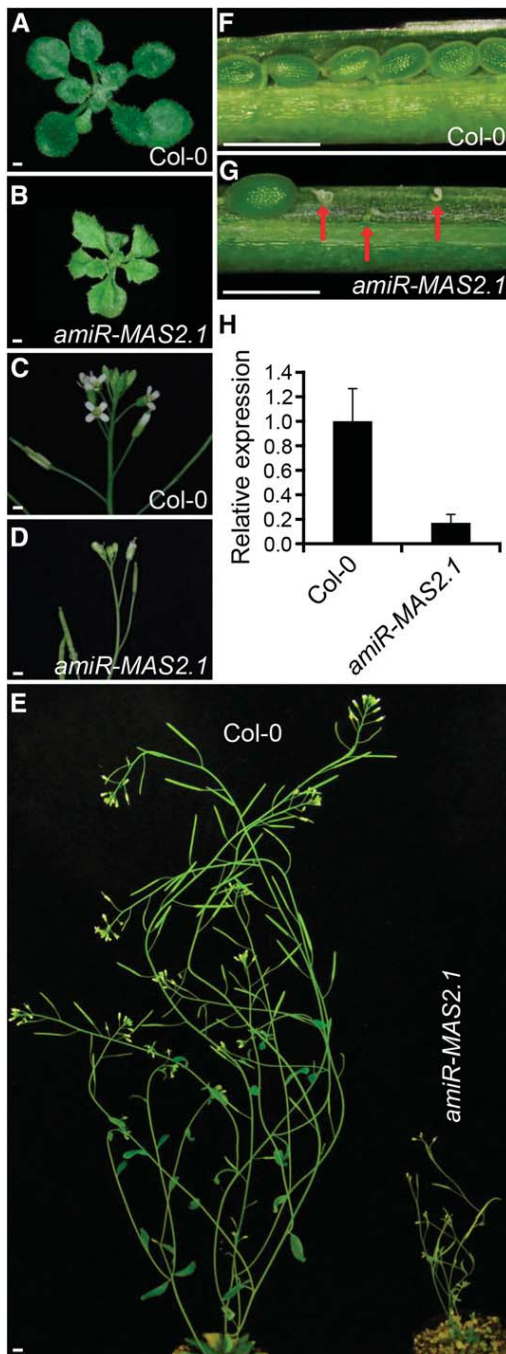 A
Col-0
B
amiR-MAS2.1
C
Col-0
D
amiR-MAS2.1
E
Col-0
amiR-MAS2.1
F
Col-0
G
amiR-MAS2.1
H
Relative expression
1.4
1.2
1.0
0.8
0.6
0.4
0.2
0.0
Col-0
amiR-MAS2.1